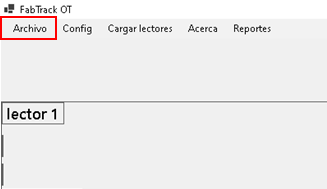 FabTrack OT
Archivo Config Cargar lectores Acerca Reportes
lector 1